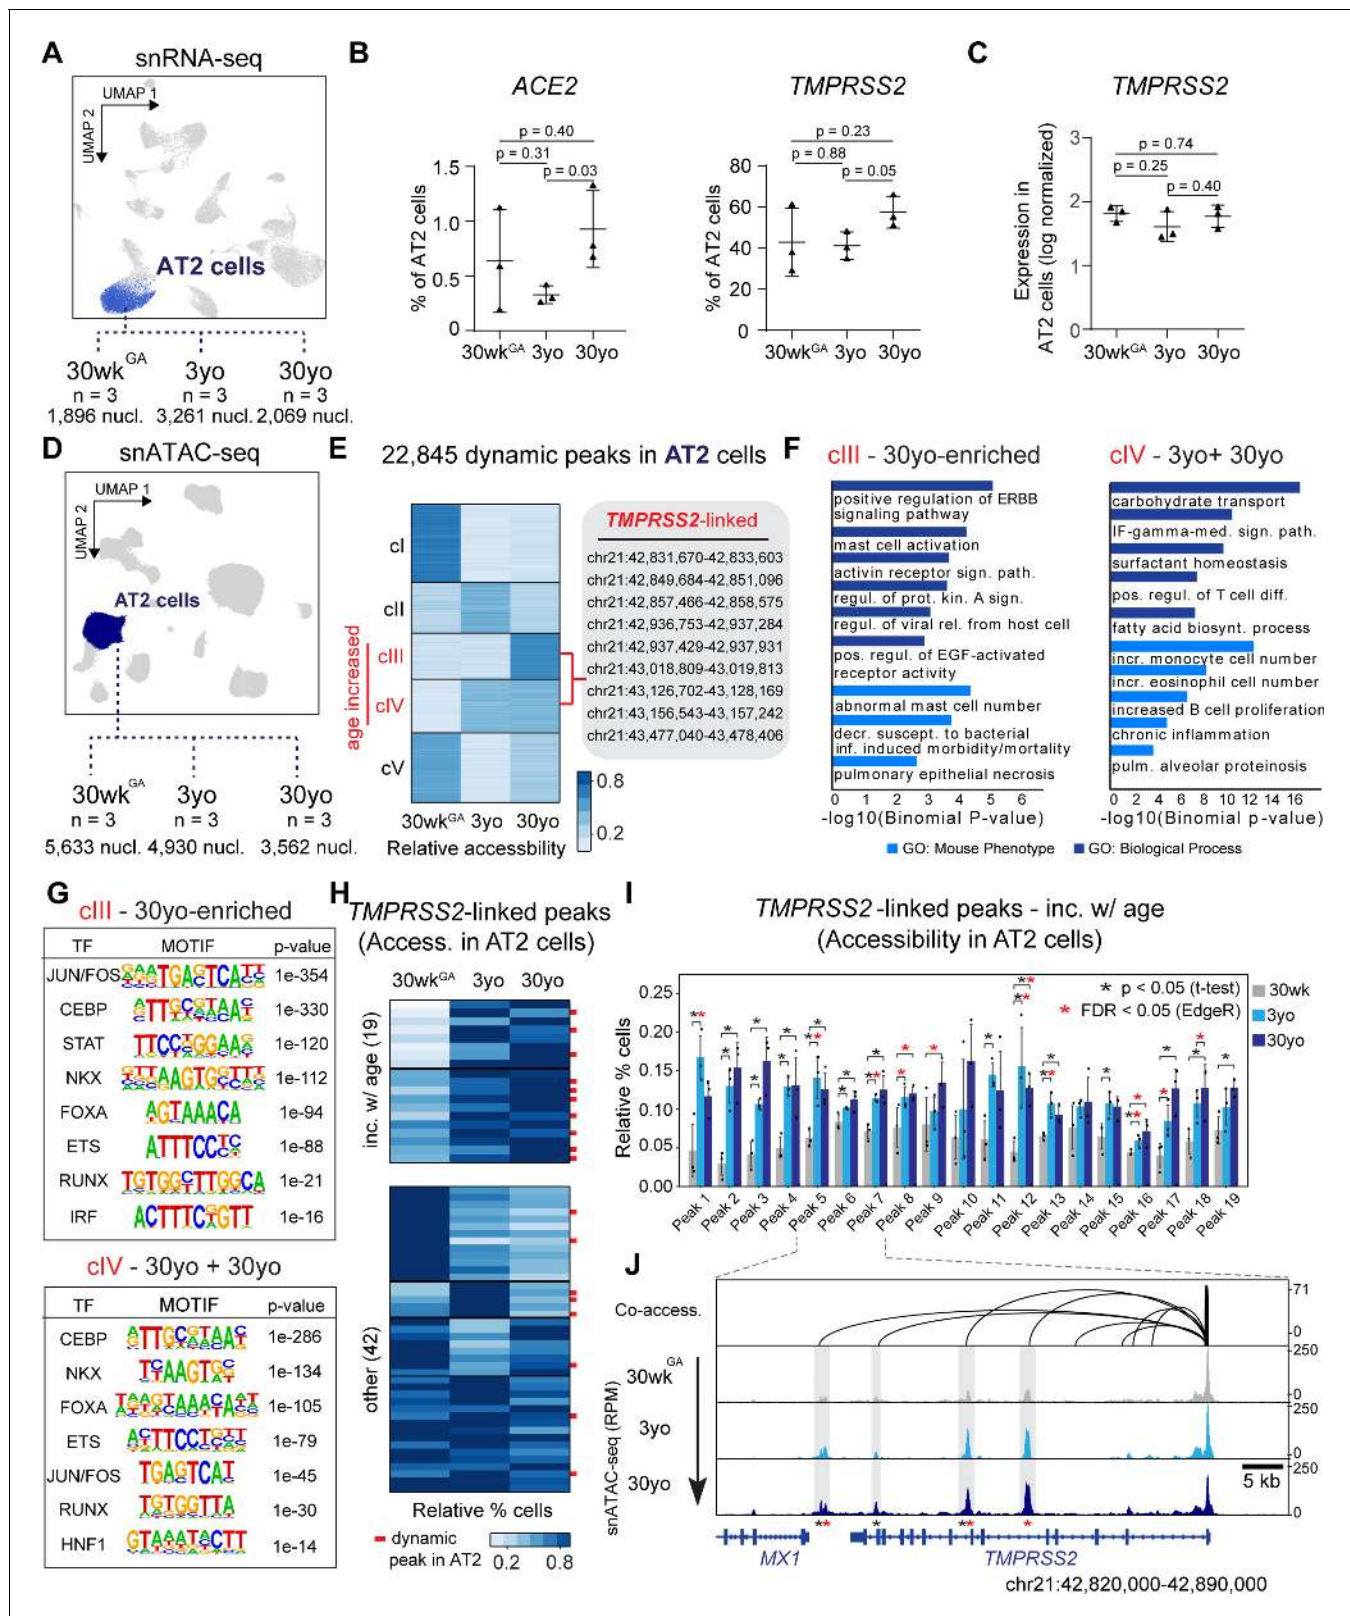 A
snRNA-seq
UMAP 1
UMAP 2
AT2 cells
30wk^GA 3yo 30yo
n = 3 n = 3 n = 3
1,896 nucl. 3,261 nucl. 2,069 nucl.
B
ACE2
p = 0.40
p = 0.31
p = 0.03
% of AT2 cells
1.5
1.0
0.5
0
30wk^GA 3yo 30yo
TMPRSS2
p = 0.23
p = 0.88
p = 0.05
% of AT2 cells
80
60
40
20
0
30wk^GA 3yo 30yo
C
TMPRSS2
p = 0.74
p = 0.25
p = 0.40
Expression in
AT2 cells (log normalized)
3
2
1
0
30wk^GA 3yo 30yo
D
snATAC-seq
UMAP 1
UMAP 2
AT2 cells
30wk^GA 3yo 30yo
n = 3 n = 3 n = 3
5,633 nucl. 4,930 nucl. 3,562 nucl.
E
22,845 dynamic peaks in AT2 cells
age increased
cI
cII
cIII
cIV
cV
30wk^GA 3yo 30yo
Relative accessbility
0.8
0.2
TMPRSS2-linked
chr21:42,831,670-42,833,603
chr21:42,849,684-42,851,096
chr21:42,857,466-42,858,575
chr21:42,936,753-42,937,284
chr21:42,937,429-42,937,931
chr21:43,018,809-43,019,813
chr21:43,126,702-43,128,169
chr21:43,156,543-43,157,242
chr21:43,477,040-43,478,406
F
cIII - 30yo-enriched
positive regulation of ERBB
signaling pathway
mast cell activation
activin receptor sign. path.
regul. of prot. kin. A sign.
regul. of viral rel. from host cell
pos. regul. of EGF-activated
receptor activity
abnormal mast cell number
decr. suscept. to bacterial
inf. induced morbidity/mortality
pulmonary epithelial necrosis
0 1 2 3 4 5 6
-log10(Binomial P-value)
cIV - 3yo+ 30yo
carbohydrate transport
IF-gamma-med. sign. path.
surfactant homeostasis
pos. regul. of T cell diff.
fatty acid biosynt. process
incr. monocyte cell number
incr. eosinophil cell number
increased B cell proliferation
chronic inflammation
pulm. alveolar proteinosis
0 2 4 6 8 10 12 16
-log10(Binomial p-value)
GO: Mouse Phenotype GO: Biological Process
G
cIII - 30yo-enriched
TF MOTIF p-value
JUN/FOS 1e-354
CEBP 1e-330
STAT 1e-120
NKX 1e-112
FOXA AGTAAACA 1e-94
ETS 1e-88
RUNX 1e-21
IRF 1e-16
cIV - 30yo + 30yo
TF MOTIF p-value
CEBP 1e-286
NKX 1e-134
FOXA 1e-105
ETS 1e-79
JUN/FOS 1e-45
RUNX 1e-30
HNF1 1e-14
H
TMPRSS2-linked peaks
(Access. in AT2 cells)
30wk^GA 3yo 30yo
inc. w/ age (19)
other (42)
Relative % cells
dynamic
peak in AT2
0.2 0.8
I
TMPRSS2 -linked peaks - inc. w/ age
(Accessibility in AT2 cells)
Relative % cells
0.25
0.20
0.15
0.10
0.05
0.00
* p < 0.05 (t-test)
* FDR < 0.05 (EdgeR)
30wk
3yo
30yo
Peak 1 Peak 2 Peak 3 Peak 4 Peak 5 Peak 6 Peak 7 Peak 8 Peak 9 Peak 10 Peak 11 Peak 12 Peak 13 Peak 14 Peak 15 Peak 16 Peak 17 Peak 18 Peak 19
J
Co-access.
71
0
snATAC-seq (RPM)
30wk^GA
250
0
3yo
250
0
5 kb
30yo
250
0
MX1 TMPRSS2
chr21:42,820,000-42,890,000